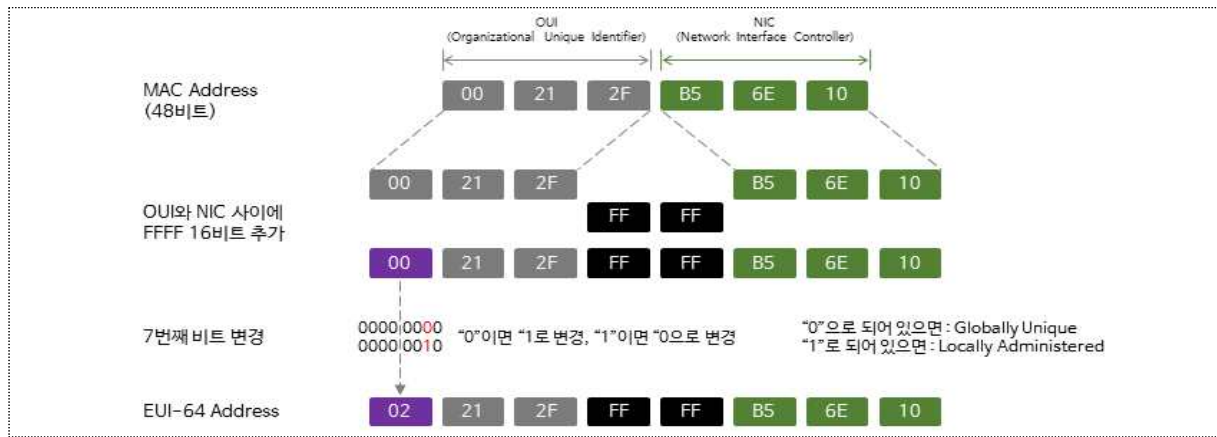 OUI
(Organizational Unique Identifier)
NIC
(Network Interface Controller)
MAC Address
(48비트)
00 21 2F B5 6E 10
00 21 2F B5 6E 10
OUI와 NIC 사이에
FFFF 16비트 추가
FF FF
00 21 2F FF FF B5 6E 10
7번째 비트 변경
0000 0000
0000 0010
“0”이면 “1로 변경, “1”이면 “0으로 변경
“0”으로 되어 있으면 : Globally Unique
“1”로 되어 있으면 : Locally Administered
EUI-64 Address
02 21 2F FF FF B5 6E 10